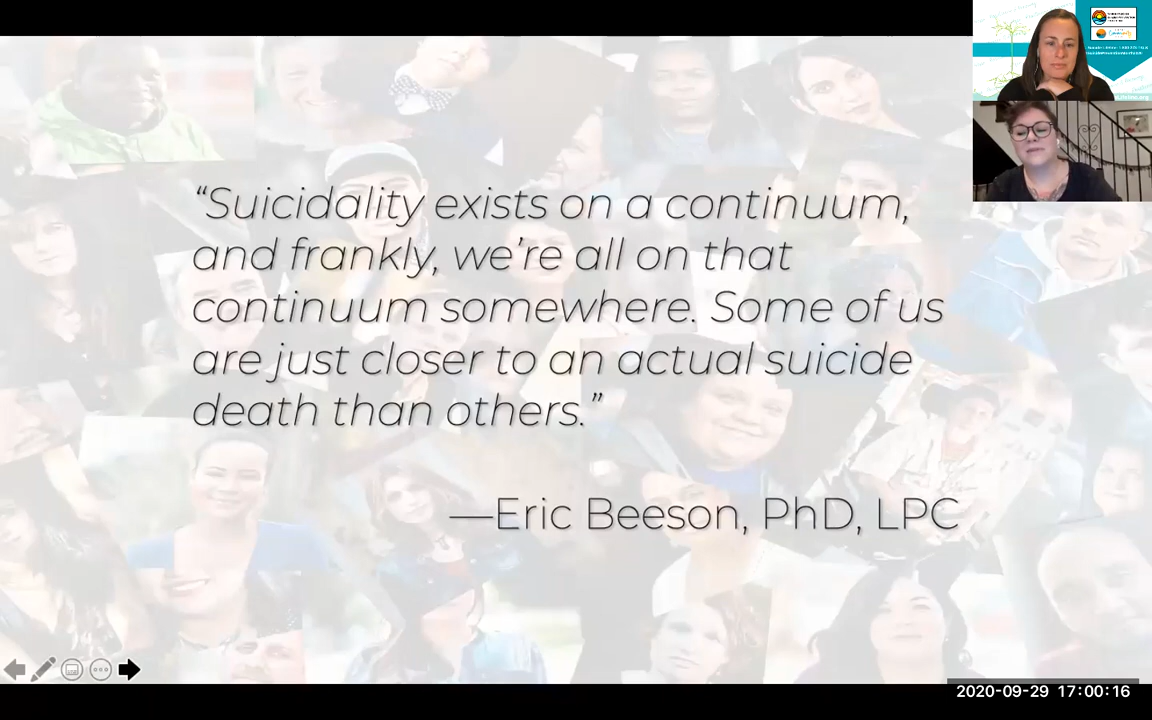 “Suicidality exists on a continuum,
and frankly, we’re all on that
continuum somewhere. Some of us
are just closer to an actual suicide
death than others.”
—Eric Beeson, PhD, LPC
2020-09-29 17:00:16